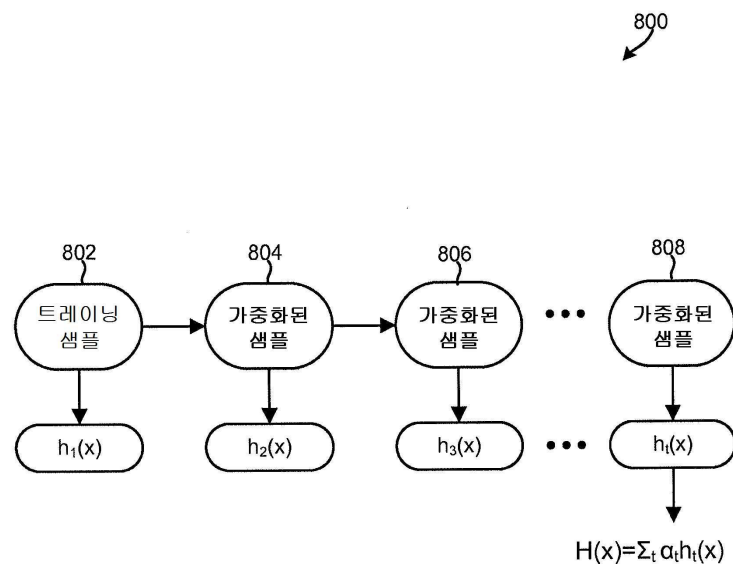 800
802
804
806
808
트레이닝
샘플
가중화된
샘플
가중화된
샘플
•••
가중화된
샘플
h₁(x)
h₂(x)
h₃(x)
•••
hₜ(x)
H(x)=Σₜ αₜhₜ(x)